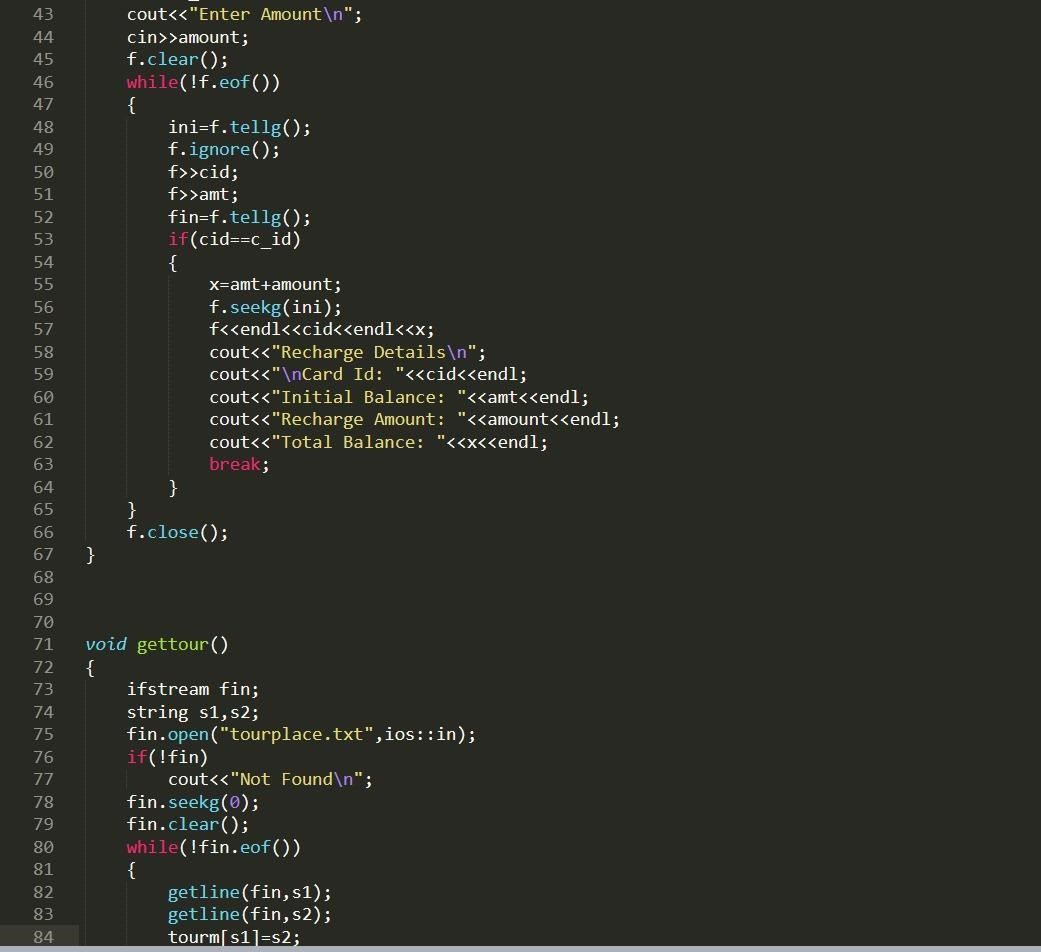 43 cout<<"Enter Amount\n";
44 cin>>amount;
45 f.clear();
46 while(!f.eof())
47 {
48 ini=f.tellg();
49 f.ignore();
50 f>>cid;
51 f>>amt;
52 fin=f.tellg();
53 if(cid==c_id)
54 {
55 x=amt+amount;
56 f.seekg(ini);
57 f<<endl<<cid<<endl<<x;
58 cout<<"Recharge Details\n";
59 cout<<"\nCard Id: "<<cid<<endl;
60 cout<<"Initial Balance: "<<amt<<endl;
61 cout<<"Recharge Amount: "<<amount<<endl;
62 cout<<"Total Balance: "<<x<<endl;
63 break;
64 }
65 }
66 f.close();
67 }
68
69
70
71 void gettour()
72 {
73 ifstream fin;
74 string s1,s2;
75 fin.open("tourplace.txt",ios::in);
76 if(!fin)
77 cout<<"Not Found\n";
78 fin.seekg(0);
79 fin.clear();
80 while(!fin.eof())
81 {
82 getline(fin,s1);
83 getline(fin,s2);
84 tourm[s1]=s2;